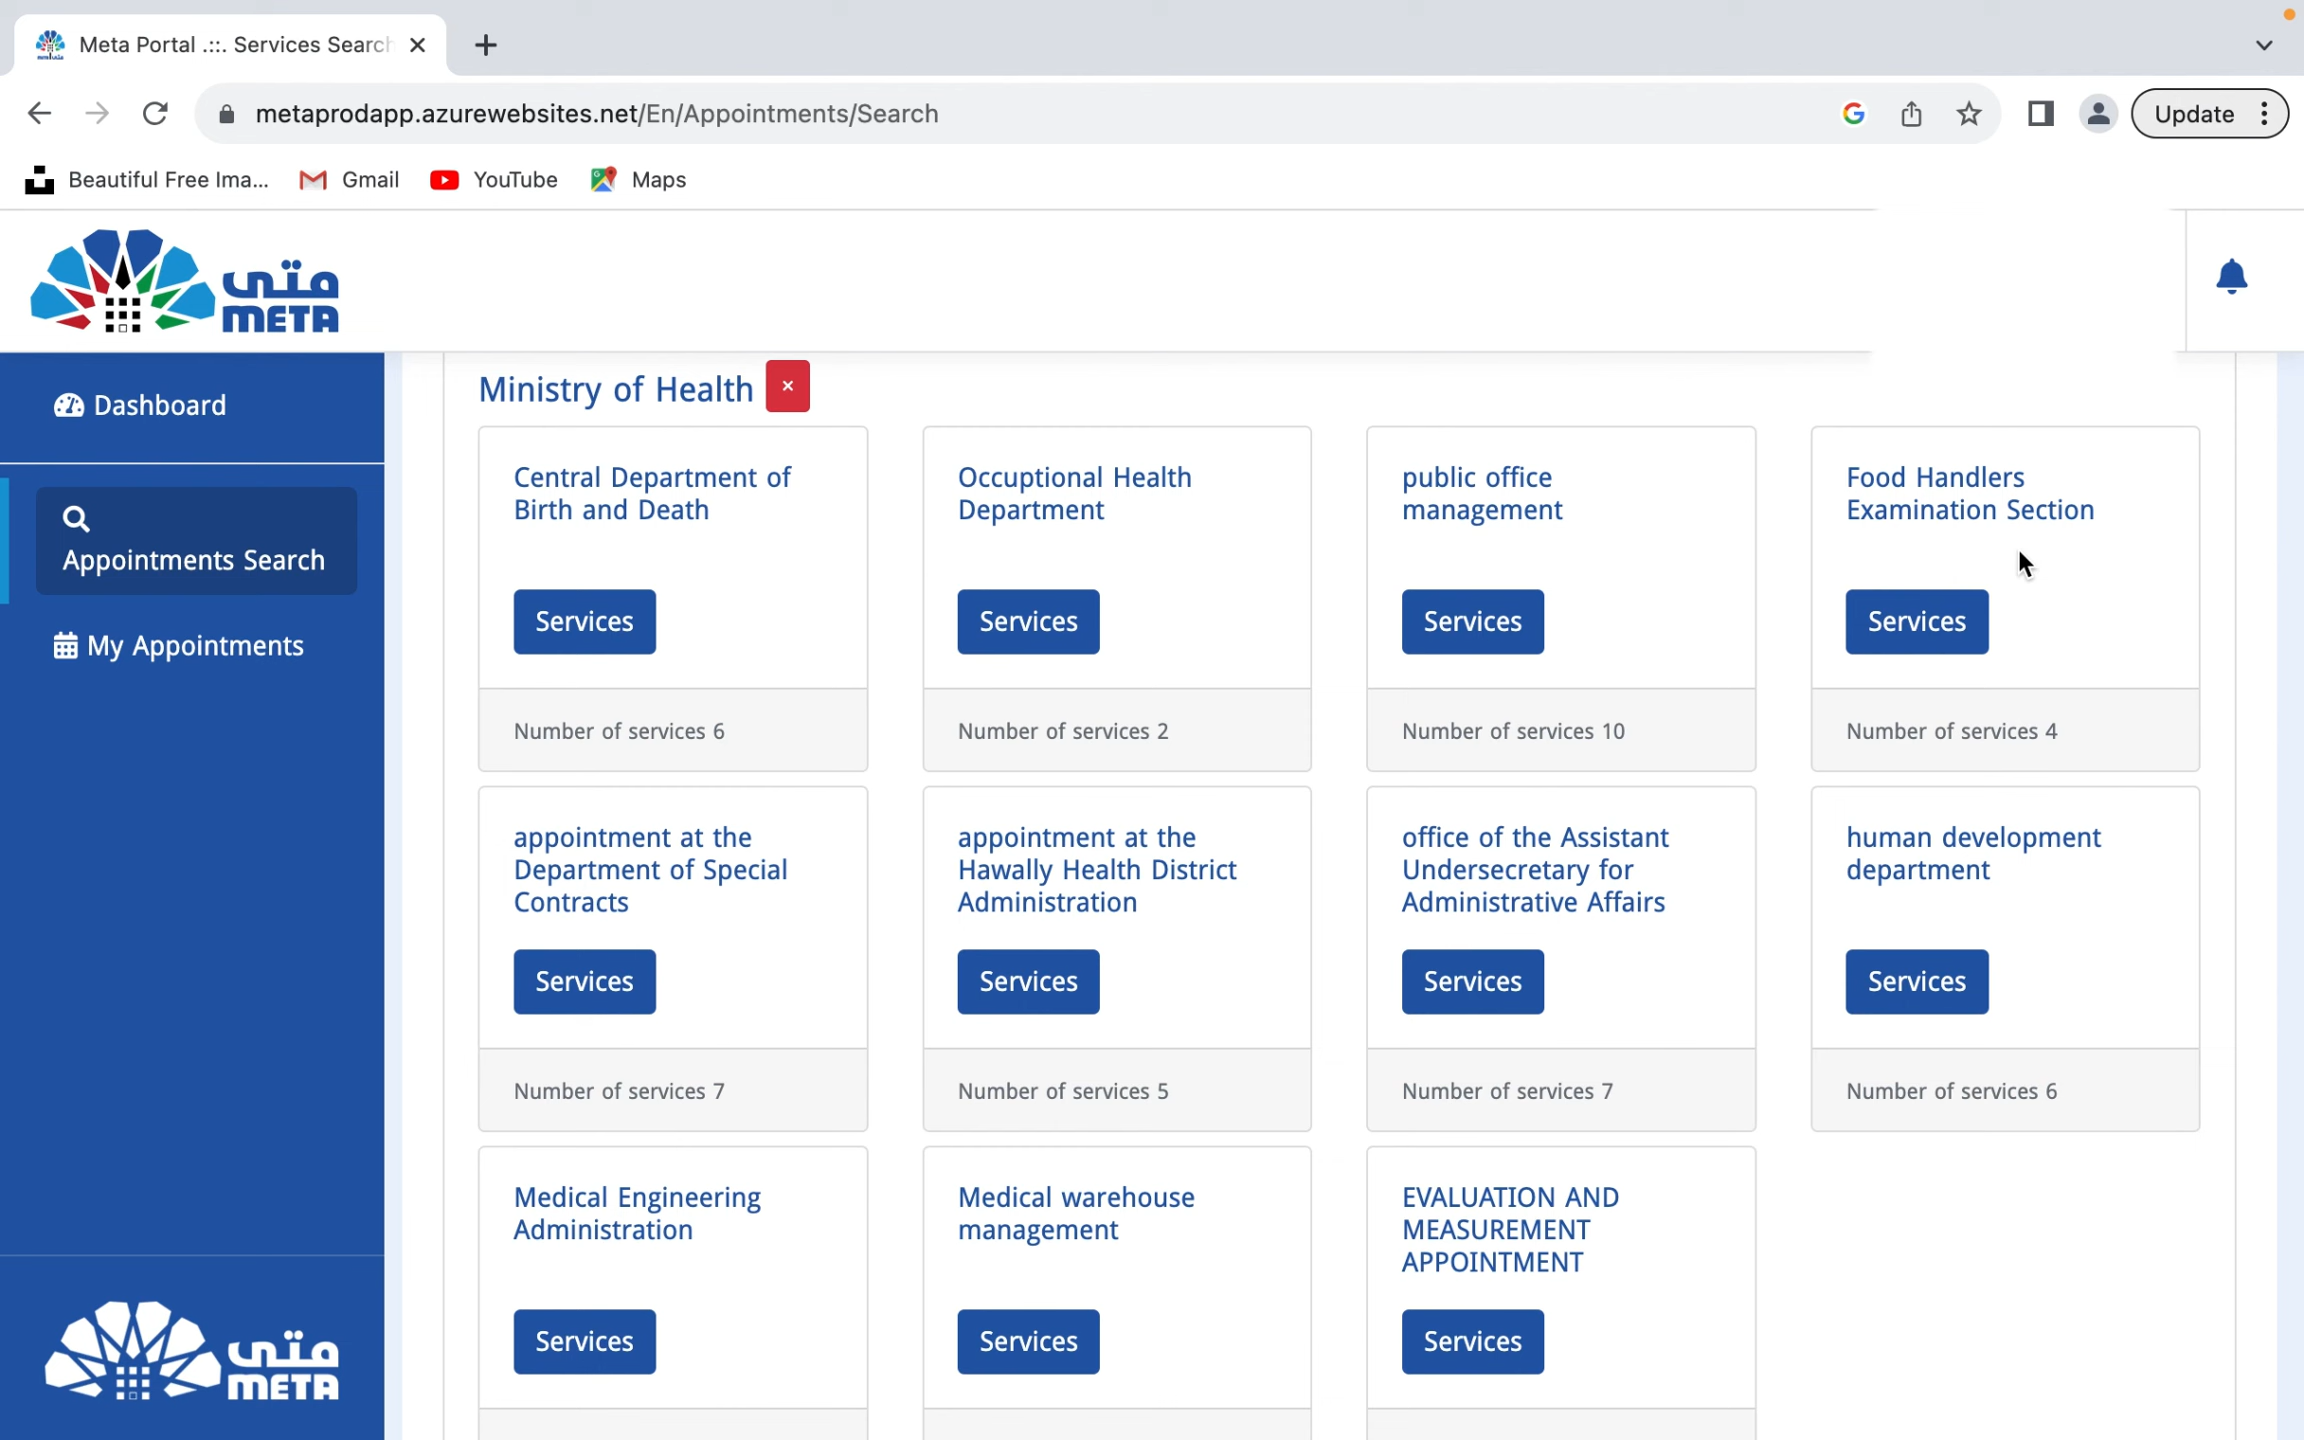 Meta Portal .::. Services Search
metaprodapp.azurewebsites.net/En/Appointments/Search
Update
Beautiful Free Ima...
Gmail
YouTube
Maps
متى
META
Dashboard
Appointments Search
My Appointments
Ministry of Health
Central Department of
Birth and Death
Services
Number of services 6
Occuptional Health
Department
Services
Number of services 2
public office
management
Services
Number of services 10
Food Handlers
Examination Section
Services
Number of services 4
appointment at the
Department of Special
Contracts
Services
Number of services 7
appointment at the
Hawally Health District
Administration
Services
Number of services 5
office of the Assistant
Undersecretary for
Administrative Affairs
Services
Number of services 7
human development
department
Services
Number of services 6
Medical Engineering
Administration
Services
Medical warehouse
management
Services
EVALUATION AND
MEASUREMENT
APPOINTMENT
Services
متى
META